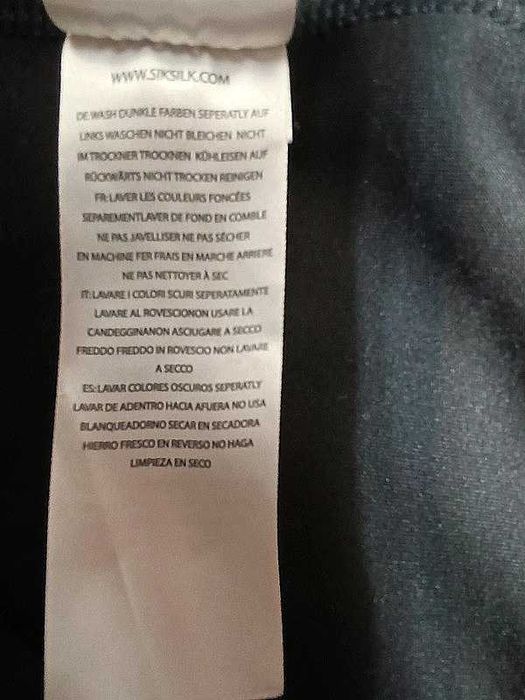 WWW.SIKSILK.COM
DE: WASH DUNKLE FARBEN SEPERATLY AUF
LINKS WASCHEN NICHT BLEICHEN NICHT
IM TROCKNER TROCKNEN KÜHLEISEN AUF
RÜCKWÄRTS NICHT TROCKEN REINIGEN
FR: LAVER LES COULEURS FONCÉES
SEPAREMENTLAVER DE FOND EN COMBLE
NE PAS JAVELLISER NE PAS SÉCHER
EN MACHINE FER FRAIS EN MARCHE ARRIERE
NE PAS NETTOYER À SEC
IT: LAVARE I COLORI SCURI SEPERATAMENTE
LAVARE AL ROVESCIONON USARE LA
CANDEGGINANON ASCIUGARE A SECCO
FREDDO FREDDO IN ROVESCIO NON LAVARE
A SECCO
ES: LAVAR COLORES OSCUROS SEPERATLY
LAVAR DE ADENTRO HACIA AFUERA NO USA
BLANQUEADORNO SECAR EN SECADORA
HIERRO FRESCO EN REVERSO NO HAGA
LIMPIEZA EN SECO